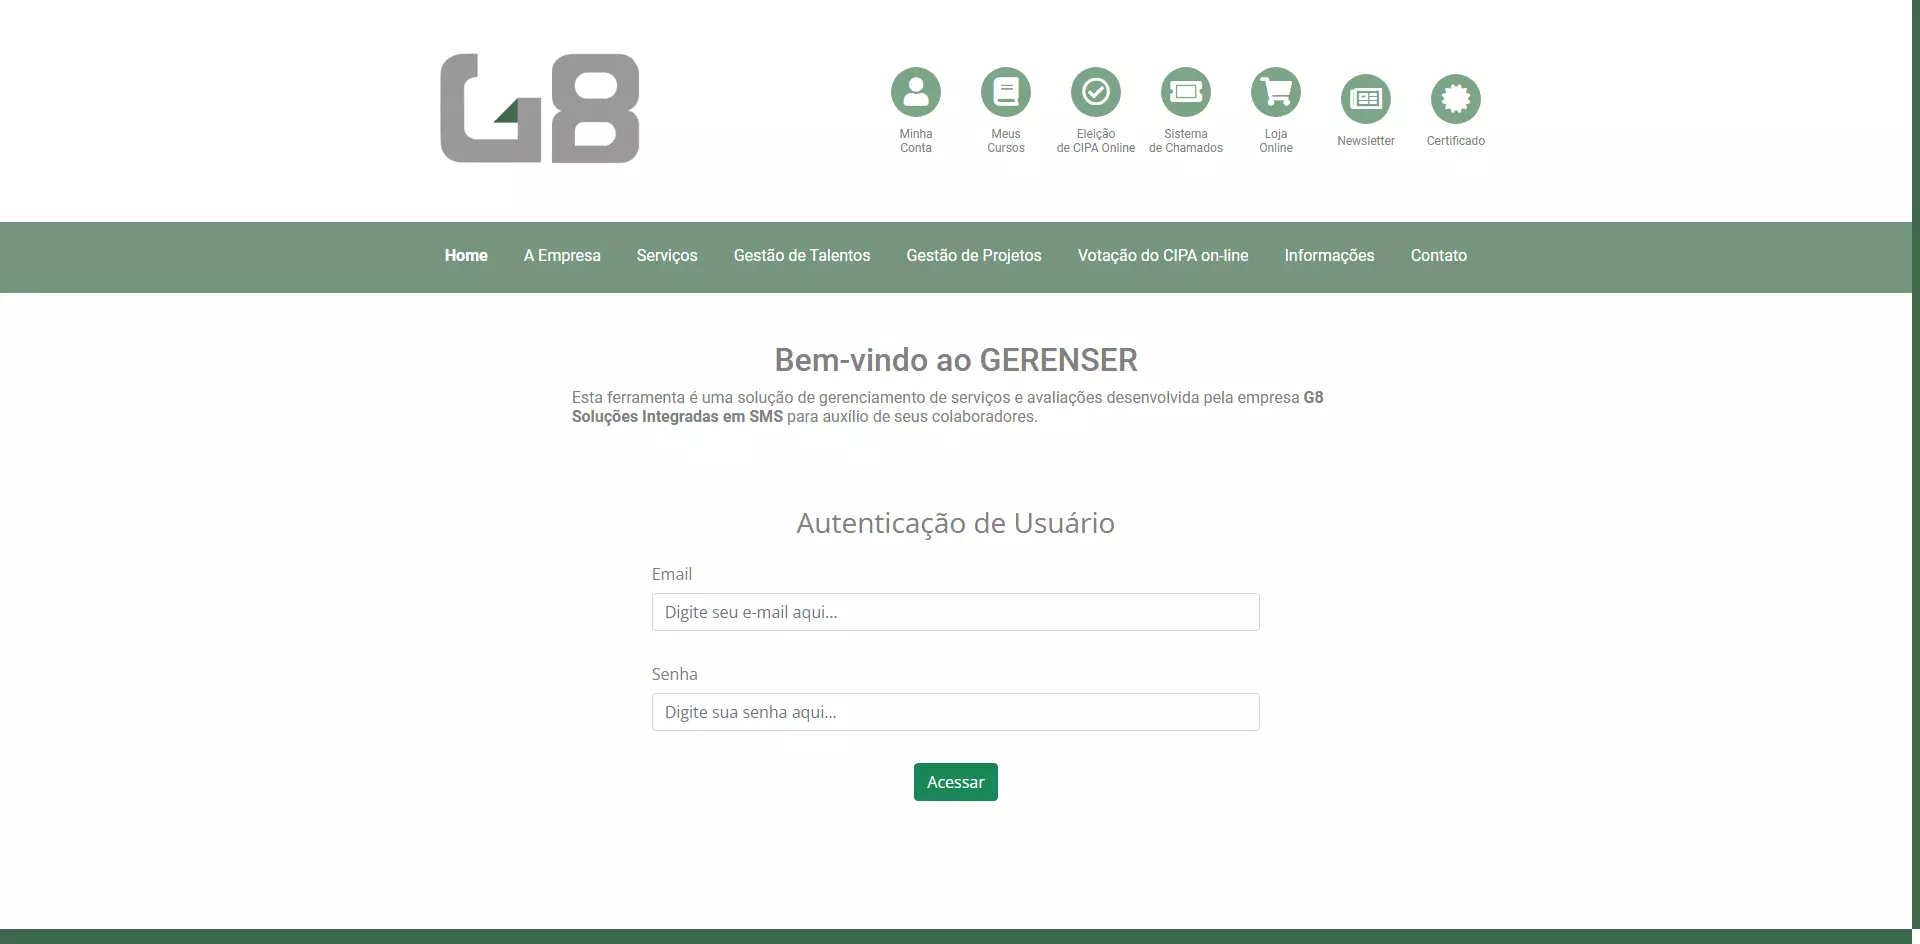 G8
Minha
Conta
Meus
Cursos
Eleição
de CIPA Online
Sistema
de Chamados
Loja
Online
Newsletter
Certificado
Home
A Empresa
Serviços
Gestão de Talentos
Gestão de Projetos
Votação do CIPA on-line
Informações
Contato
Bem-vindo ao GERENSER
Esta ferramenta é uma solução de gerenciamento de serviços e avaliações desenvolvida pela empresa G8
Soluções Integradas em SMS para auxílio de seus colaboradores.
Autenticação de Usuário
Email
Digite seu e-mail aqui...
Senha
Digite sua senha aqui...
Acessar